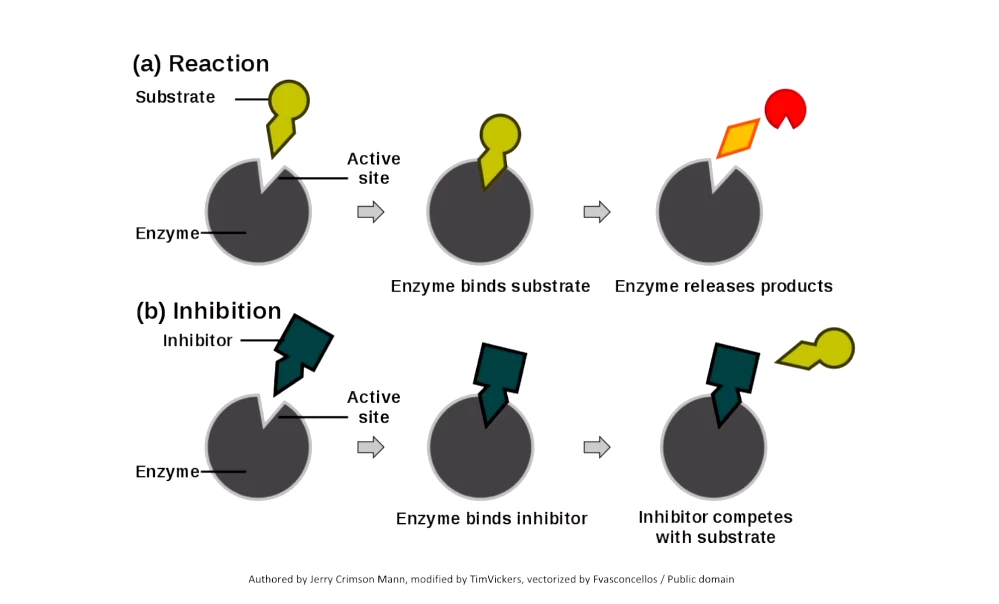 (a) Reaction
Substrate
Active
site
Enzyme
Enzyme binds substrate
Enzyme releases products
(b) Inhibition
Inhibitor
Active
site
Enzyme
Enzyme binds inhibitor
Inhibitor competes
with substrate
Authored by Jerry Crimson Mann, modified by TimVickers, vectorized by Fvasconcellos / Public domain